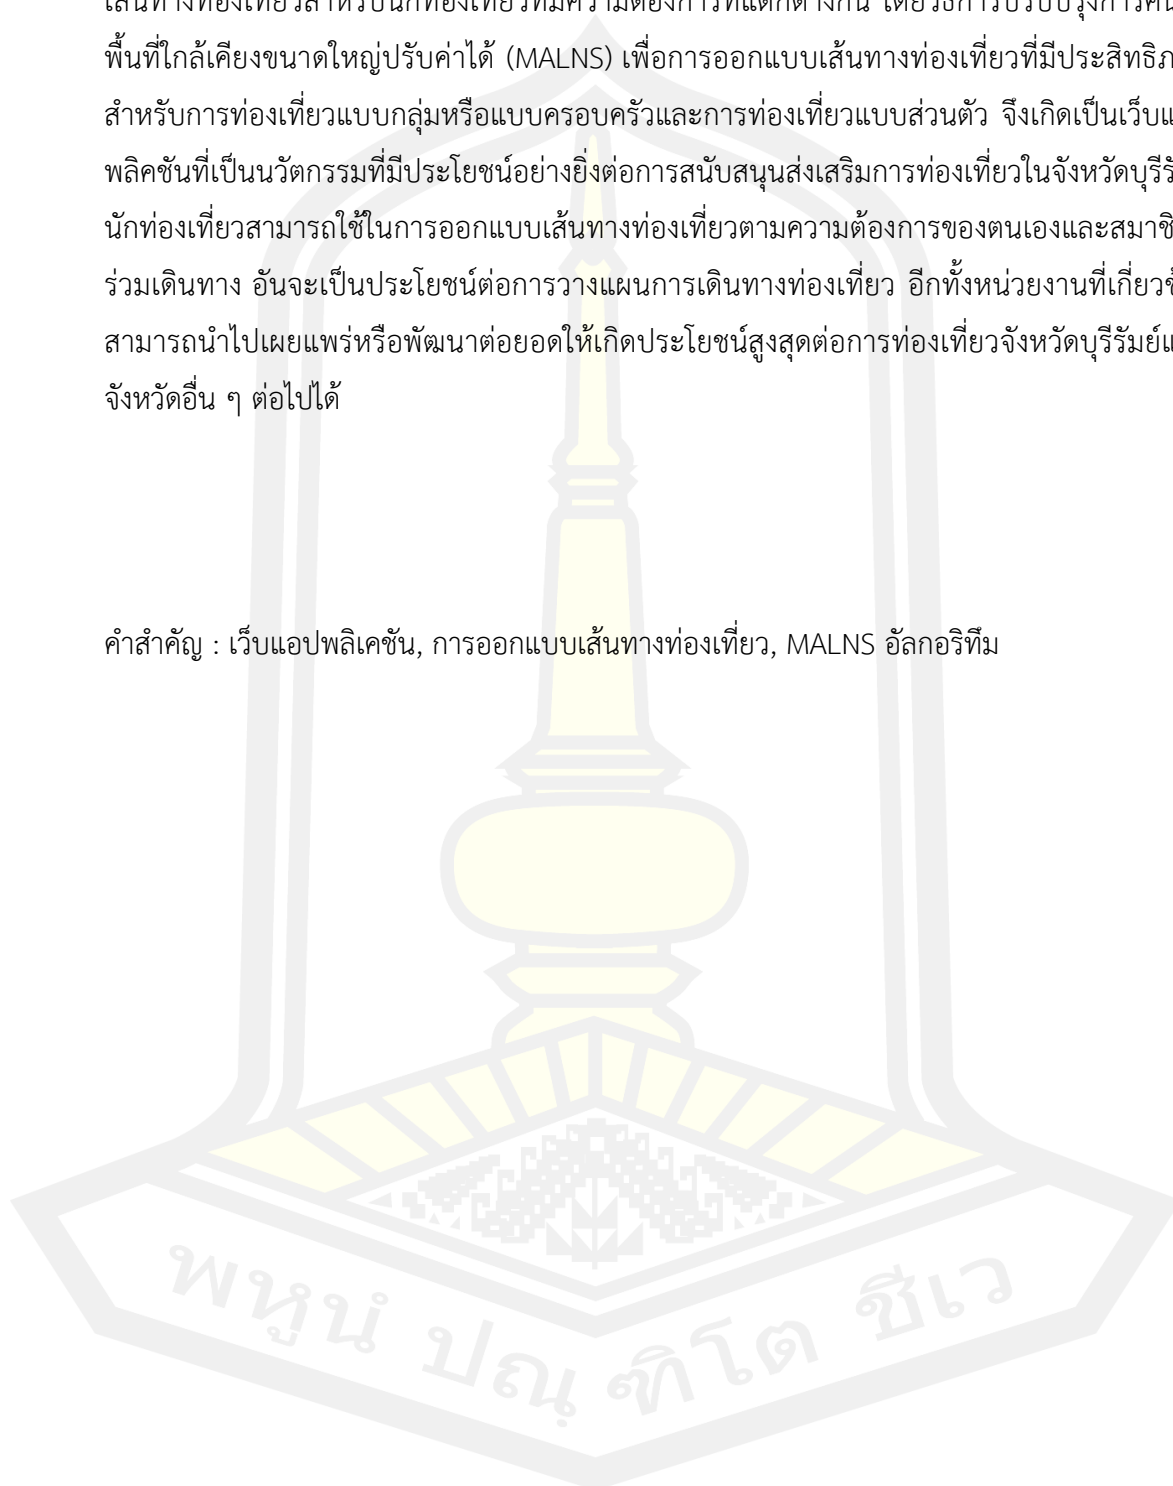 เส้นทางท่องเที่ยวสำหรับนักท่องเที่ยวที่มีความต้องการที่แตกต่างกัน โดยวิธีการปรับปรุงการค้น
พื้นที่ใกล้เคียงขนาดใหญ่ปรับค่าได้ (MALNS) เพื่อการออกแบบเส้นทางท่องเที่ยวที่มีประสิทธิภ
สำหรับการท่องเที่ยวแบบกลุ่มหรือแบบครอบครัวและการท่องเที่ยวแบบส่วนตัว จึงเกิดเป็นเว็บแ
พลิคชันที่เป็นนวัตกรรมที่มีประโยชน์อย่างยิ่งต่อการสนับสนุนส่งเสริมการท่องเที่ยวในจังหวัดบุรีรั
นักท่องเที่ยวสามารถใช้ในการออกแบบเส้นทางท่องเที่ยวตามความต้องการของตนเองและสมาชิ
ร่วมเดินทาง อันจะเป็นประโยชน์ต่อการวางแผนการเดินทางท่องเที่ยว อีกทั้งหน่วยงานที่เกี่ยวข้
สามารถนำไปเผยแพร่หรือพัฒนาต่อยอดให้เกิดประโยชน์สูงสุดต่อการท่องเที่ยวจังหวัดบุรีรัมย์แ
จังหวัดอื่น ๆ ต่อไปได้
คำสำคัญ : เว็บแอปพลิเคชัน, การออกแบบเส้นทางท่องเที่ยว, MALNS อัลกอริทึม
พหูนํ ปณฺฑิโต ชีเว